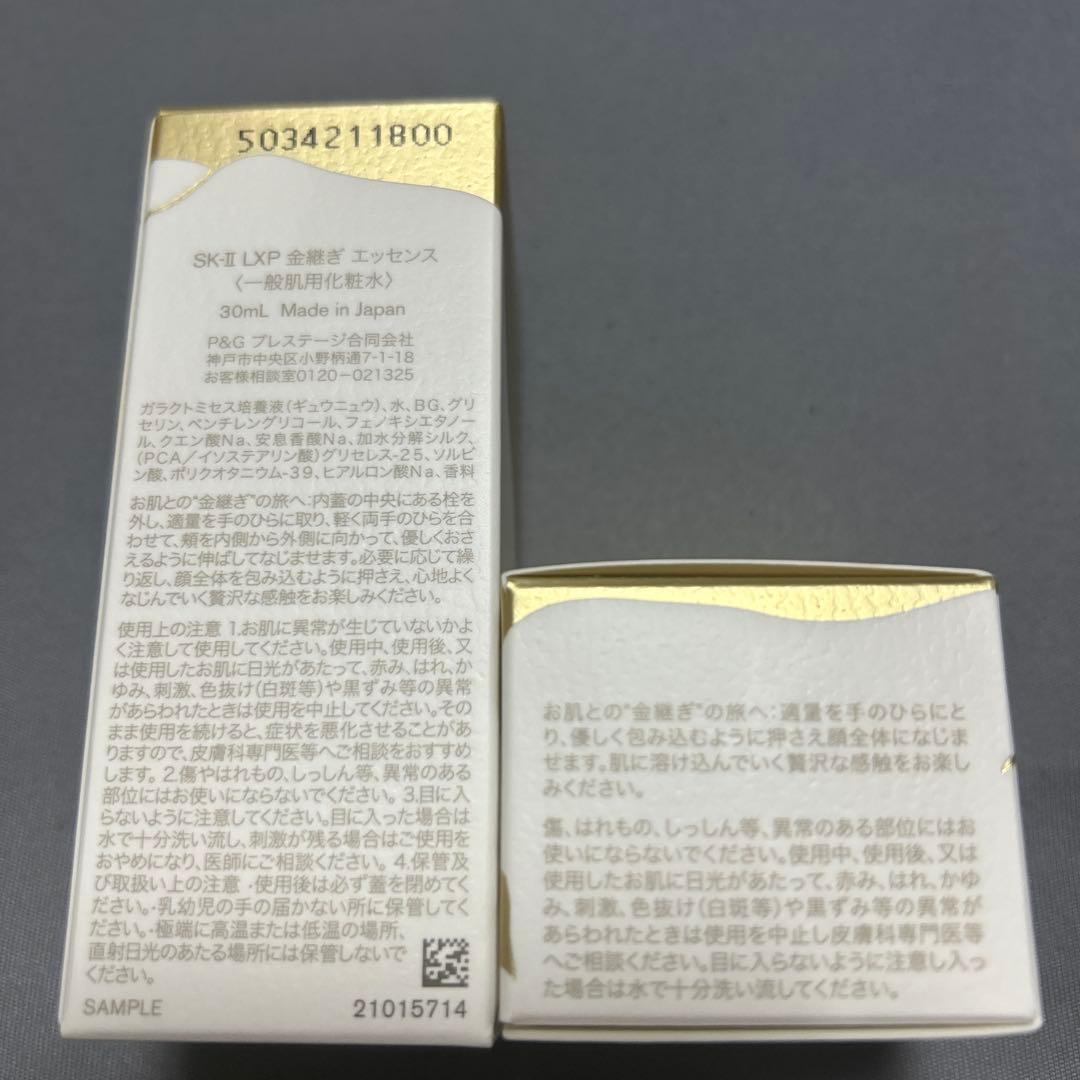 5034211800
SK-II LXP 金継ぎ エッセンス
〈一般肌用化粧水〉
30mL Made in Japan
P&G プレステージ合同会社
神戸市中央区小野柄通7-1-18
お客様相談室0120-021325
ガラクトミセス培養液(ギュウニュウ)、水、BG、グリ
セリン、ペンチレングリコール、フェノキシエタノー
ル、クエン酸Na、安息香酸Na、加水分解シルク、
(PCA/イソステアリン酸)グリセレス-25、ソルビ
ン酸、ポリクオタニウム-39、ヒアルロン酸Na、香料
お肌との"金継ぎ"の旅へ:内蓋の中央にある栓を
外し、適量を手のひらに取り、軽く両手のひらを合
わせて、頬を内側から外側に向かって、優しくおさ
えるように伸ばしてなじませます。必要に応じて繰
り返し、顔全体を包み込むように押さえ、心地よく
なじんでいく贅沢な感触をお楽しみください。
使用上の注意 1.お肌に異常が生じていないかよ
く注意して使用してください。使用中、使用後、又
は使用したお肌に日光があたって、赤み、はれ、か
ゆみ、刺激、色抜け(白斑等)や黒ずみ等の異常
があらわれたときは使用を中止してください。その
まま使用を続けると、症状を悪化させることがあ
りますので、皮膚科専門医等へご相談をおすすめ
します。 2.傷やはれもの、しっしん等、異常のある
部位にはお使いにならないでください。 3.目に入
らないように注意してください。目に入った場合は
水で十分洗い流し、刺激が残る場合はご使用を
おやめになり、医師にご相談ください。 4.保管及
び取扱い上の注意 ・使用後は必ず蓋を閉めてく
ださい。・乳幼児の手の届かない所に保管してく
ださい。・極端に高温または低温の場所、
直射日光のあたる場所には保管しないで
ください。
SAMPLE 21015714
お肌との"金継ぎ"の旅へ:適量を手のひらにと
り、優しく包み込むように押さえ顔全体になじま
せます。肌に溶け込んでいく贅沢な感触をお楽し
みください。
傷、はれもの、しっしん等、異常のある部位にはお
使いにならないでください。使用中、使用後、又は
使用したお肌に日光があたって、赤み、はれ、かゆ
み、刺激、色抜け(白斑等)や黒ずみ等の異常が
あらわれたときは使用を中止し皮膚科専門医等
へご相談ください。目に入らないように注意し入っ
た場合は水で十分洗い流してください。